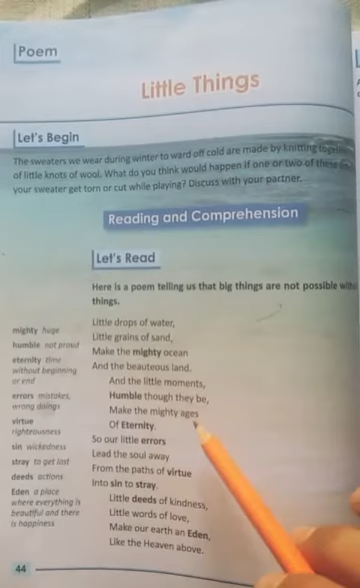 Poem
Little Things
Let's Begin
The sweaters we wear during winter to ward off cold are made by knitting
of little knots of wool. What do you think would happen if one or two of these
your sweater get torn or cut while playing? Discuss with your partner.
Reading and Comprehension
Let's Read
Here is a poem telling us that big things are not possible
things.
mighty huge
humble not proud
eternity time
without beginning
or end
errors mistakes,
wrong doings
virtue
righteousness
sin wickedness
stray to get lost
deeds actions
Eden a place
where everything is
beautiful and there
is happiness
Little drops of water,
Little grains of sand,
Make the mighty ocean
And the beauteous land.
And the little moments,
Humble though they be,
Make the mighty ages
Of Eternity.
So our little errors
Lead the soul away
From the paths of virtue
Into sin to stray.
Little deeds of kindness,
Little words of love,
Make our earth an Eden,
Like the Heaven above.
44